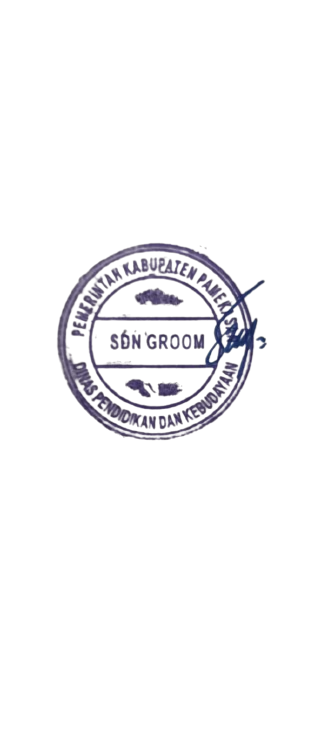 PEMERINTAH KABUPATEN PAMEKASAN
SDN GROOM
DINAS PENDIDIKAN DAN KEBUDAYAAN